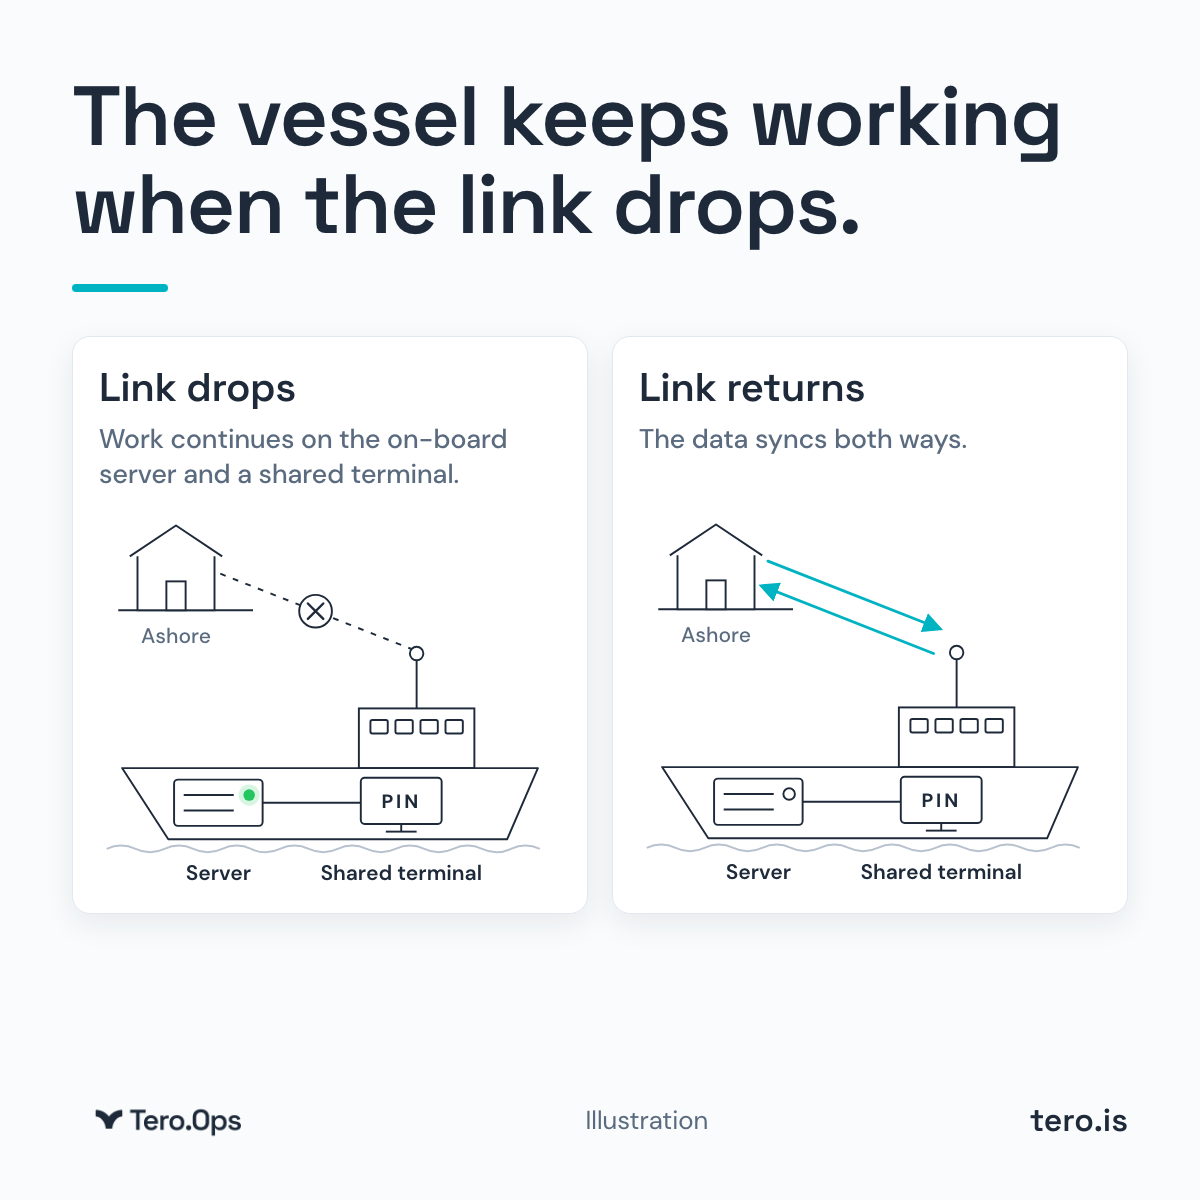 The vessel keeps working
when the link drops.
Link drops
Work continues on the on-board
server and a shared terminal.
Ashore
PIN
Server
Shared terminal
Link returns
The data syncs both ways.
Ashore
PIN
Server
Shared terminal
Tero.Ops
Illustration
tero.is